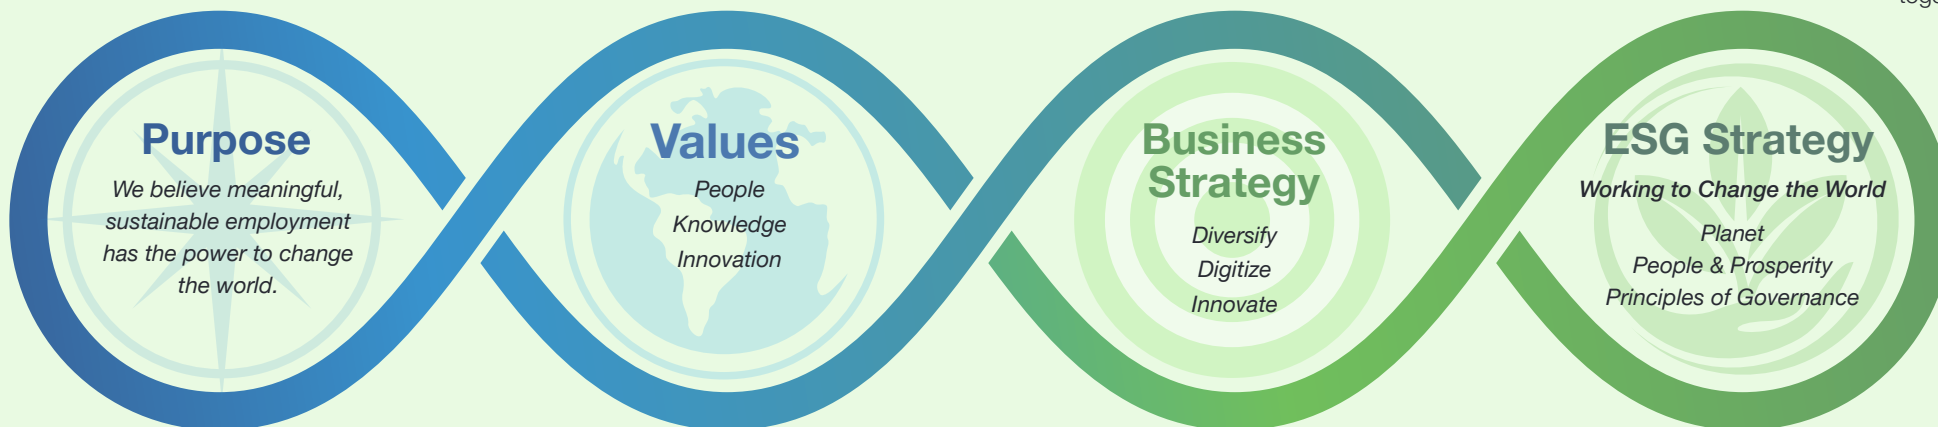 Purpose
We believe meaningful,
sustainable employment
has the power to change
the world.
Values
People
Knowledge
Innovation
Business
Strategy
Diversify
Digitize
Innovate
ESG Strategy
Working to Change the World
Planet
People & Prosperity
Principles of Governance